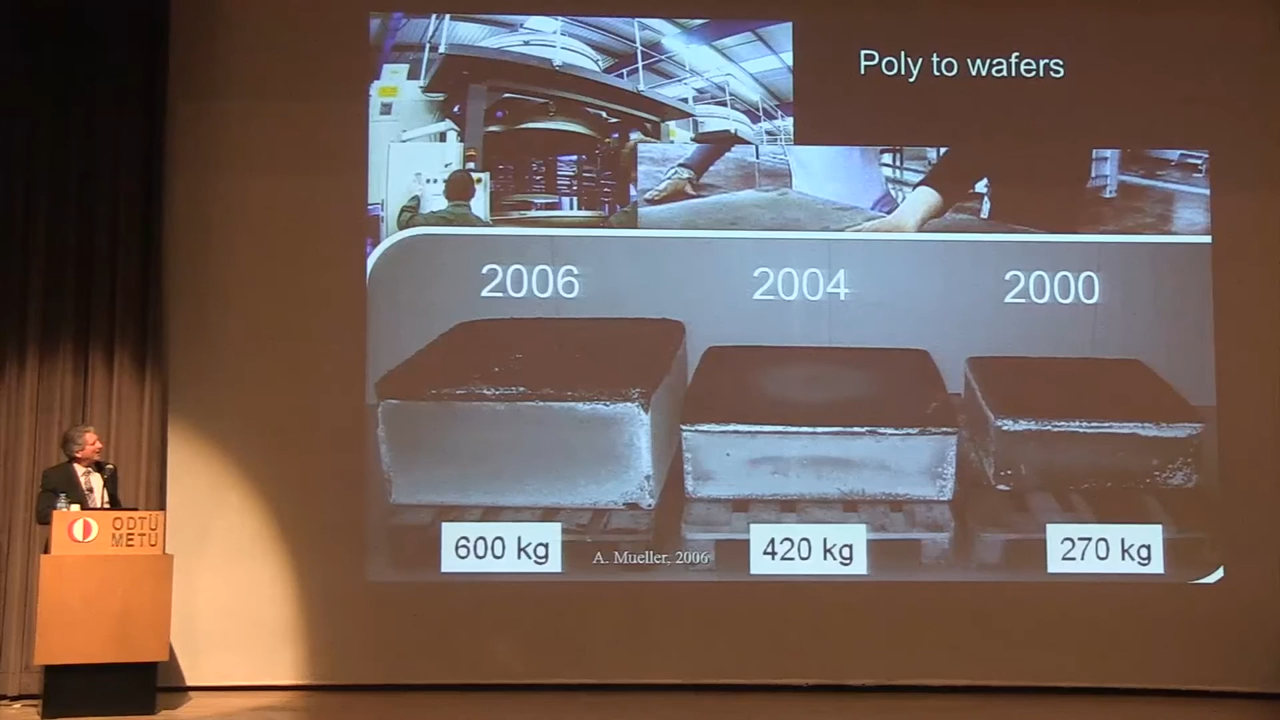 Poly to wafers
2006 2004 2000
600 kg 420 kg 270 kg
A. Mueller, 2006
ODTÜ
METU